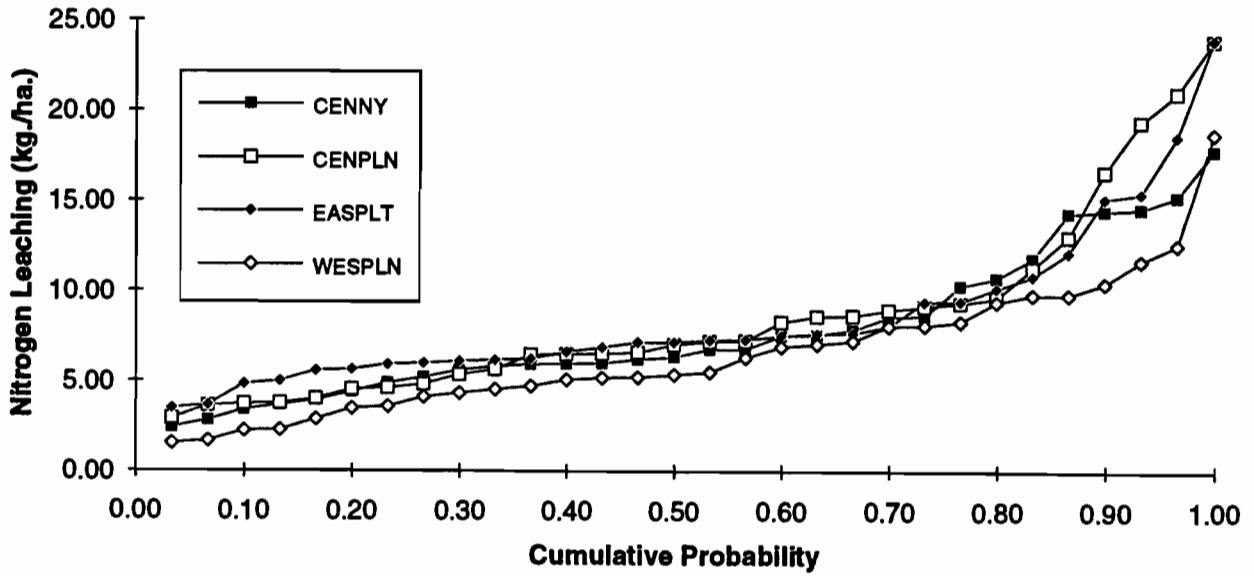 25.00
20.00
15.00
10.00
5.00
0.00
Nitrogen Leaching (kg./ha.)
CENNY
CENPLN
EASPLT
WESPLN
0.00 0.10 0.20 0.30 0.40 0.50 0.60 0.70 0.80 0.90 1.00
Cumulative Probability